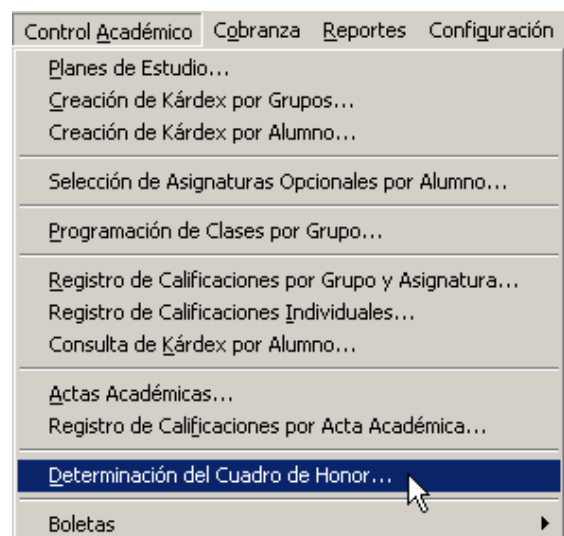 Control Académico Cobranza Reportes Configuración
Planes de Estudio...
Creación de Kárdex por Grupos...
Creación de Kárdex por Alumno...
Selección de Asignaturas Opcionales por Alumno...
Programación de Clases por Grupo...
Registro de Calificaciones por Grupo y Asignatura...
Registro de Calificaciones Individuales...
Consulta de Kárdex por Alumno...
Actas Académicas...
Registro de Calificaciones por Acta Académica...
Determinación del Cuadro de Honor...
Boletas